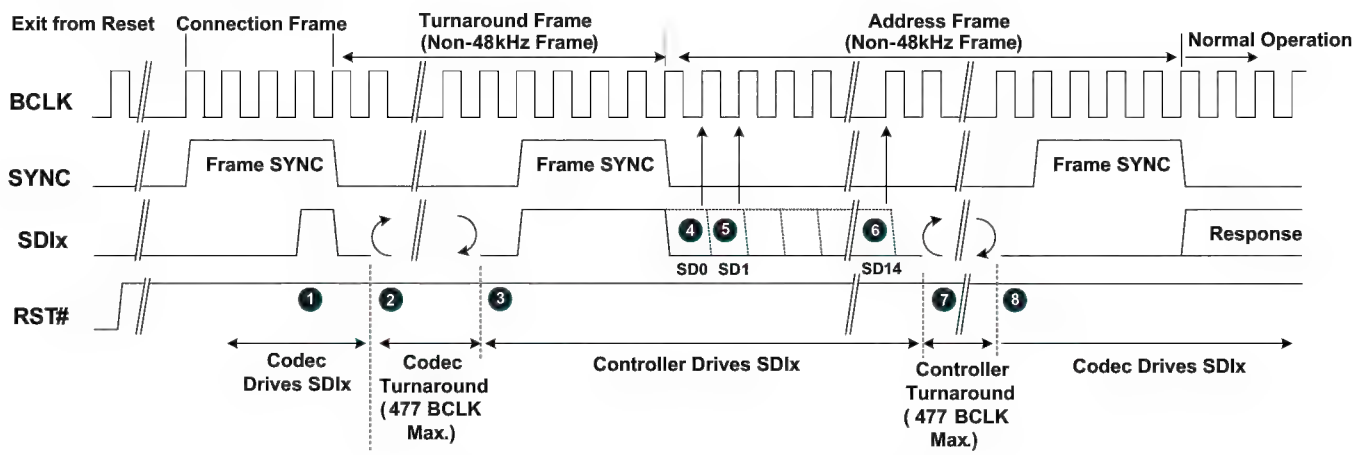 Exit from Reset
Connection Frame
Turnaround Frame
(Non-48kHz Frame)
Address Frame
(Non-48kHz Frame)
Normal Operation
BCLK
SYNC
Frame SYNC
Frame SYNC
Frame SYNC
SDIx
4
5
6
Response
SD0
SD1
SD14
RST#
1
2
3
7
8
Codec
Drives SDIx
Codec
Turnaround
( 477 BCLK
Max.)
Controller Drives SDIx
Controller
Turnaround
( 477 BCLK
Max.)
Codec Drives SDIx